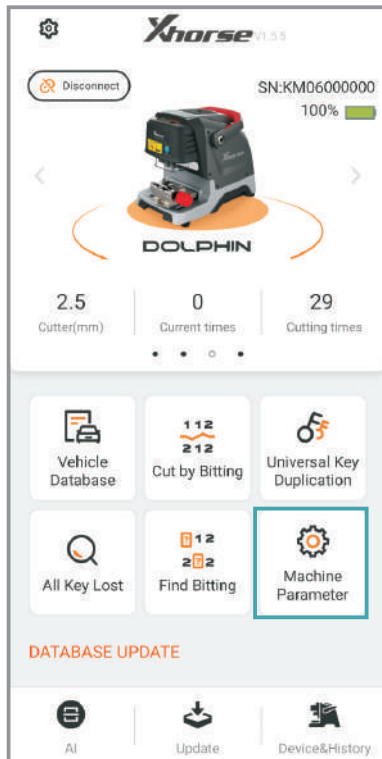 Xhorse V1.5.5
Disconnect
SN:KM06000000
100%
DOLPHIN
2.5 0 29
Cutter(mm) Current times Cutting times
Vehicle Database
112
212
Cut by Bitting
Universal Key Duplication
All Key Lost
?12
2?2
Find Bitting
Machine Parameter
DATABASE UPDATE
AI Update Device&History